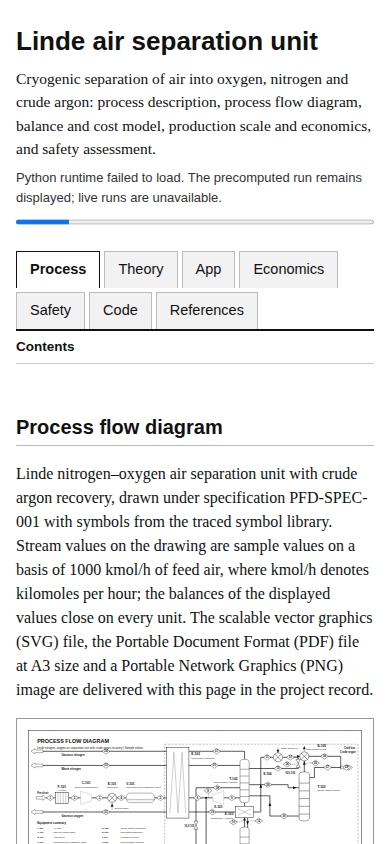 Linde air separation unit
Cryogenic separation of air into oxygen, nitrogen and
crude argon: process description, process flow diagram,
balance and cost model, production scale and economics,
and safety assessment.
Python runtime failed to load. The precomputed run remains
displayed; live runs are unavailable.
Process
Theory
App
Economics
Safety
Code
References
Contents
Process flow diagram
Linde nitrogen–oxygen air separation unit with crude
argon recovery, drawn under specification PFD-SPEC-
001 with symbols from the traced symbol library.
Stream values on the drawing are sample values on a
basis of 1000 kmol/h of feed air, where kmol/h denotes
kilomoles per hour; the balances of the displayed
values close on every unit. The scalable vector graphics
(SVG) file, the Portable Document Format (PDF) file
at A3 size and a Portable Network Graphics (PNG)
image are delivered with this page in the project record.
PROCESS FLOW DIAGRAM
Gaseous nitrogen
Waste nitrogen
Gaseous oxygen
Equipment summary